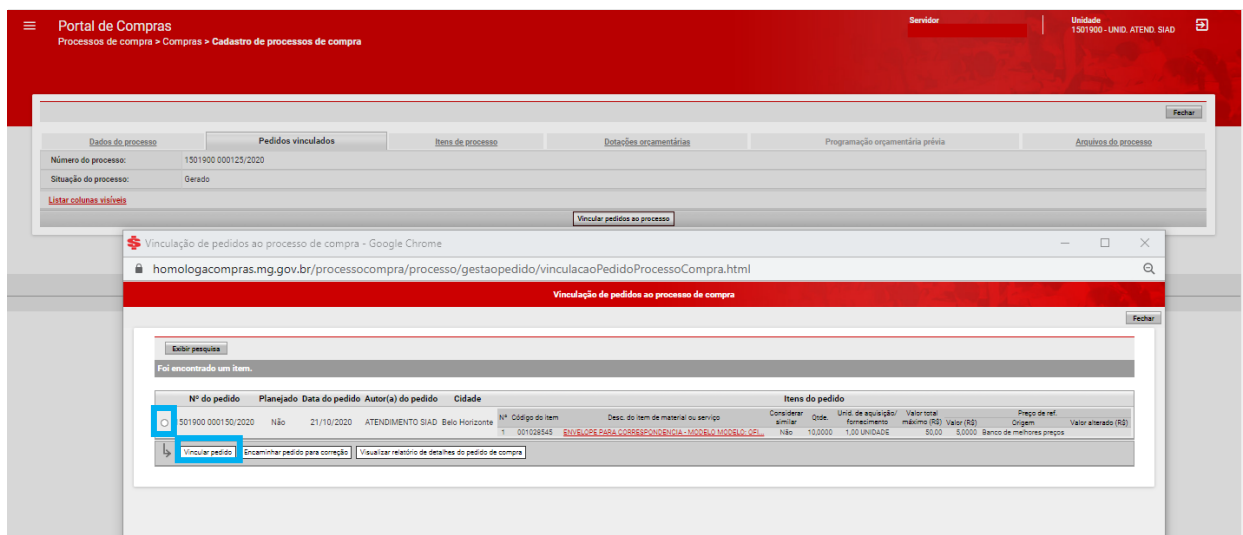 Portal de Compras
Processos de compra > Compras > Cadastro de processos de compra
Servidor
Unidade
1501900 - UNID. ATEND. SIAD
Fechar
Dados do processo Pedidos vinculados Itens de processo Dotações orçamentárias Programação orçamentária prévia Arquivos do processo
Número do processo: 1501900 000125/2020
Situação do processo: Gerado
Listar colunas visíveis
Vincular pedidos ao processo
Vinculação de pedidos ao processo de compra - Google Chrome
homologacompras.mg.gov.br/processocompra/processo/gestaopedido/vinculacaoPedidoProcessoCompra.html
Vinculação de pedidos ao processo de compra
Fechar
Exibir pesquisa
Foi encontrado um item.
Nº do pedido Planejado Data do pedido Autor(a) do pedido Cidade Itens do pedido
Nº Código do item Desc. do item de material ou serviço Considerar similar Qtde. Unid. de aquisição/ fornecimento Valor total máximo (R$) Preço de ref. Valor (R$) Origem Valor alterado (R$)
501900 000150/2020 Não 21/10/2020 ATENDIMENTO SIAD Belo Horizonte
1 001028545 ENVELOPE PARA CORRESPONDENCIA - MODELO MODELO: OFI... Não 10,0000 1,00 UNIDADE 50,00 5,0000 Banco de melhores preços
Vincular pedido Encaminhar pedido para correção Visualizar relatório de detalhes do pedido de compra